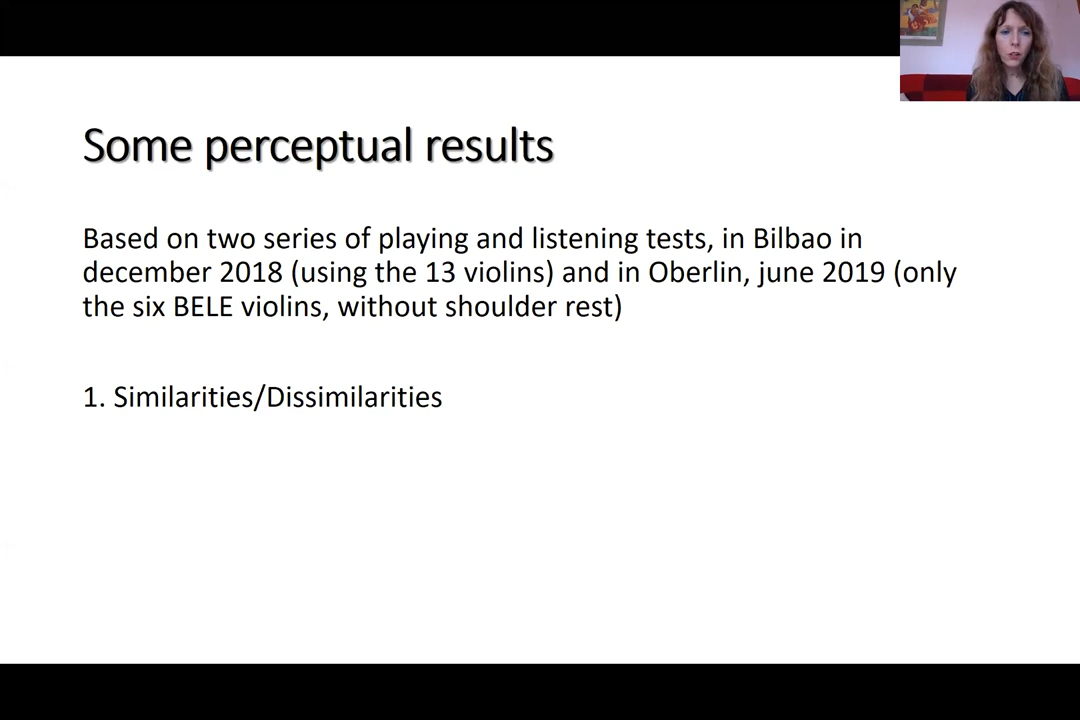 Some perceptual results
Based on two series of playing and listening tests, in Bilbao in
december 2018 (using the 13 violins) and in Oberlin, june 2019 (only
the six BELE violins, without shoulder rest)
1. Similarities/Dissimilarities